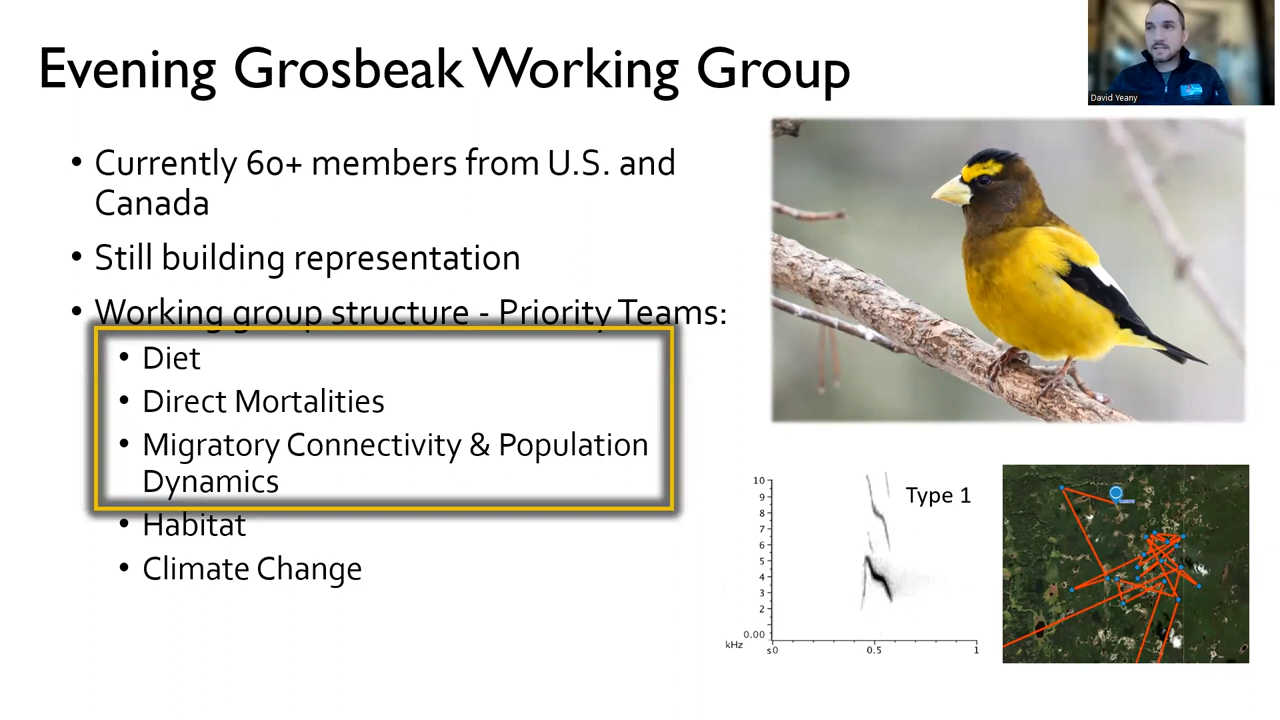 Evening Grosbeak Working Group
David Yeany
• Currently 60+ members from U.S. and
Canada
• Still building representation
• Working group structure - Priority Teams:
• Diet
• Direct Mortalities
• Migratory Connectivity & Population
Dynamics
• Habitat
• Climate Change
Type 1
10
9
8
7
6
5
4
3
2
0.00
kHz
s0 0.5 1